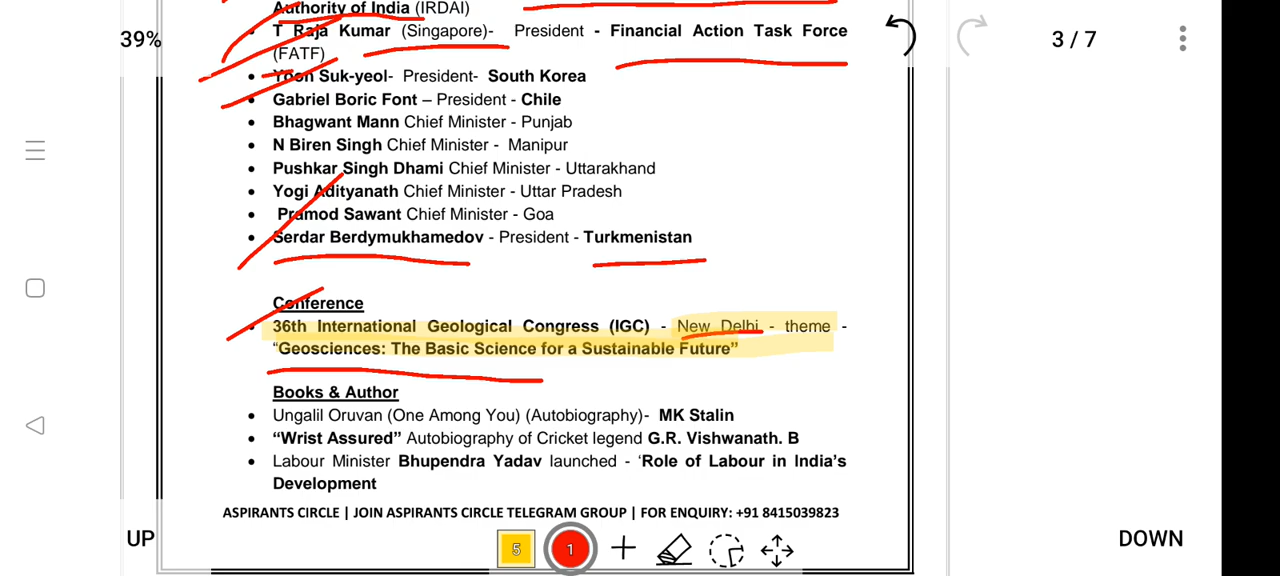 Authority of India (IRDAI)
39%
3 / 7
• T Raja Kumar (Singapore)- President - Financial Action Task Force
(FATF)
• Yoon Suk-yeol- President- South Korea
• Gabriel Boric Font – President - Chile
• Bhagwant Mann Chief Minister - Punjab
• N Biren Singh Chief Minister - Manipur
• Pushkar Singh Dhami Chief Minister - Uttarakhand
• Yogi Adityanath Chief Minister - Uttar Pradesh
• Pramod Sawant Chief Minister - Goa
• Serdar Berdymukhamedov - President - Turkmenistan
Conference
• 36th International Geological Congress (IGC) - New Delhi - theme -
“Geosciences: The Basic Science for a Sustainable Future”
Books & Author
• Ungalil Oruvan (One Among You) (Autobiography)- MK Stalin
• “Wrist Assured” Autobiography of Cricket legend G.R. Vishwanath. B
• Labour Minister Bhupendra Yadav launched - ‘Role of Labour in India’s
Development
ASPIRANTS CIRCLE | JOIN ASPIRANTS CIRCLE TELEGRAM GROUP | FOR ENQUIRY: +91 8415039823
UP
DOWN
5
1